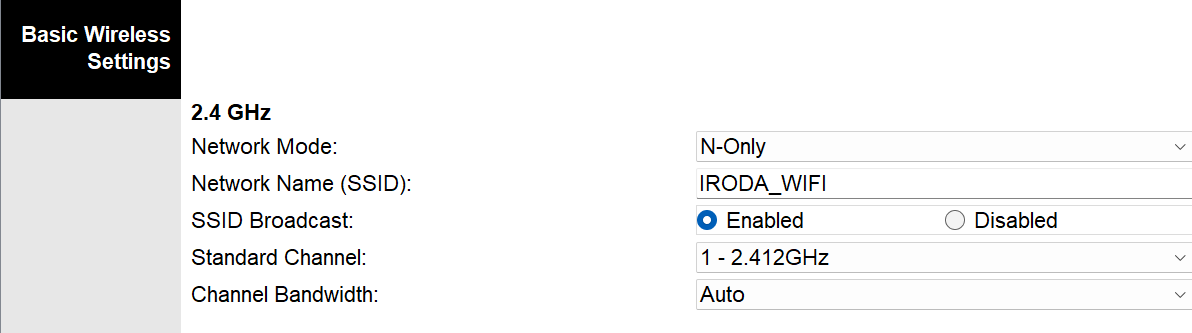 Basic Wireless
Settings
2.4 GHz
Network Mode: N-Only
Network Name (SSID): IRODA_WIFI
SSID Broadcast: Enabled Disabled
Standard Channel: 1 - 2.412GHz
Channel Bandwidth: Auto